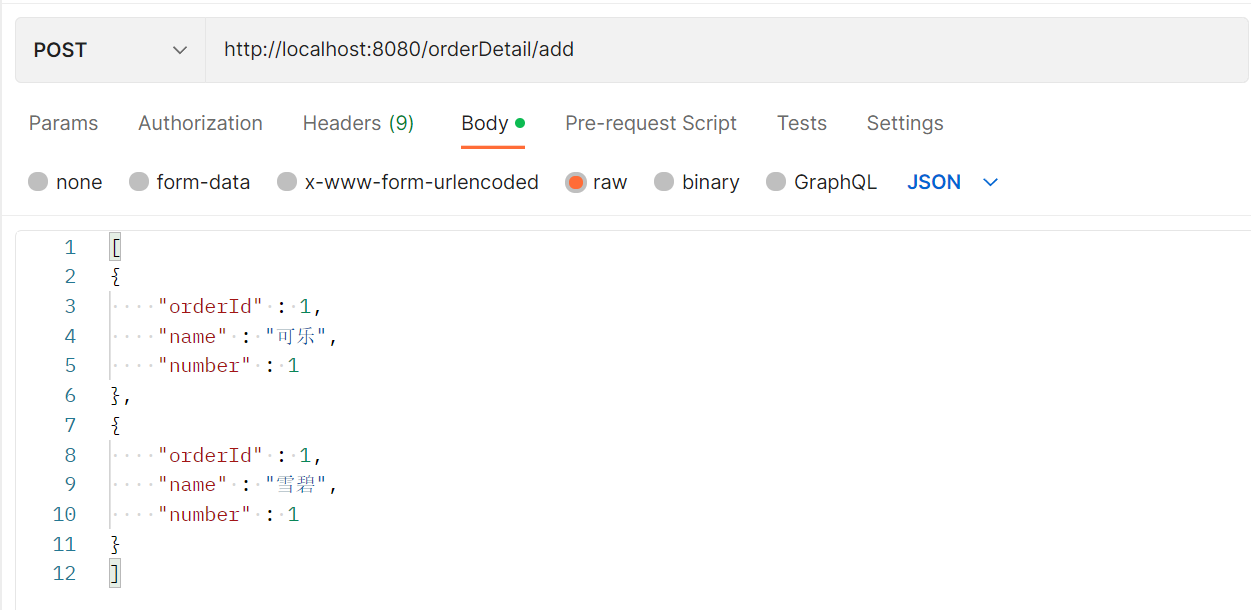 POST http://localhost:8080/orderDetail/add
Params Authorization Headers (9) Body Pre-request Script Tests Settings
none form-data x-www-form-urlencoded raw binary GraphQL JSON
1 [
2 {
3 "orderId" : 1,
4 "name" : "可乐",
5 "number" : 1
6 },
7 {
8 "orderId" : 1,
9 "name" : "雪碧",
10 "number" : 1
11 }
12 ]